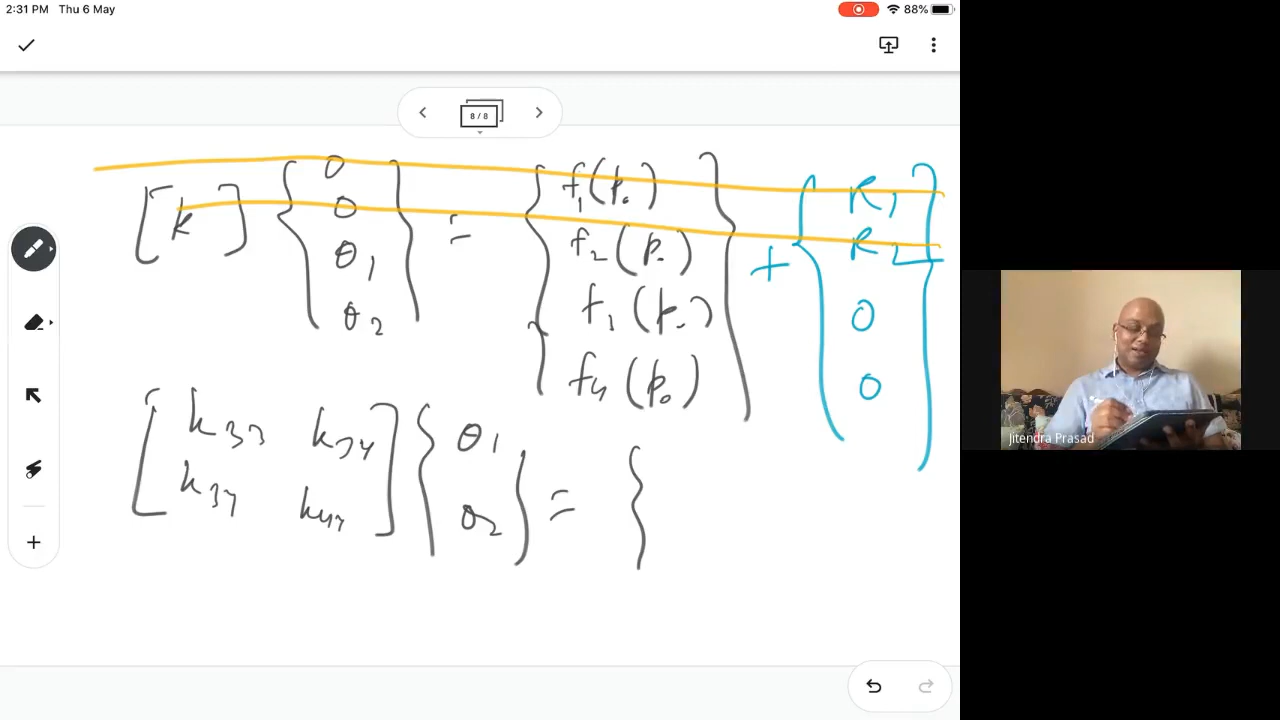 2:31 PM Thu 6 May
88%
8 / 8
[k] {0 0 θ1 θ2} = {f1(p0) f2(p0) f3(p0) f4(p0)} + {R1 R2 0 0}
[k33 k34
k34 k44] {θ1 θ2} = {
Jitendra Prasad